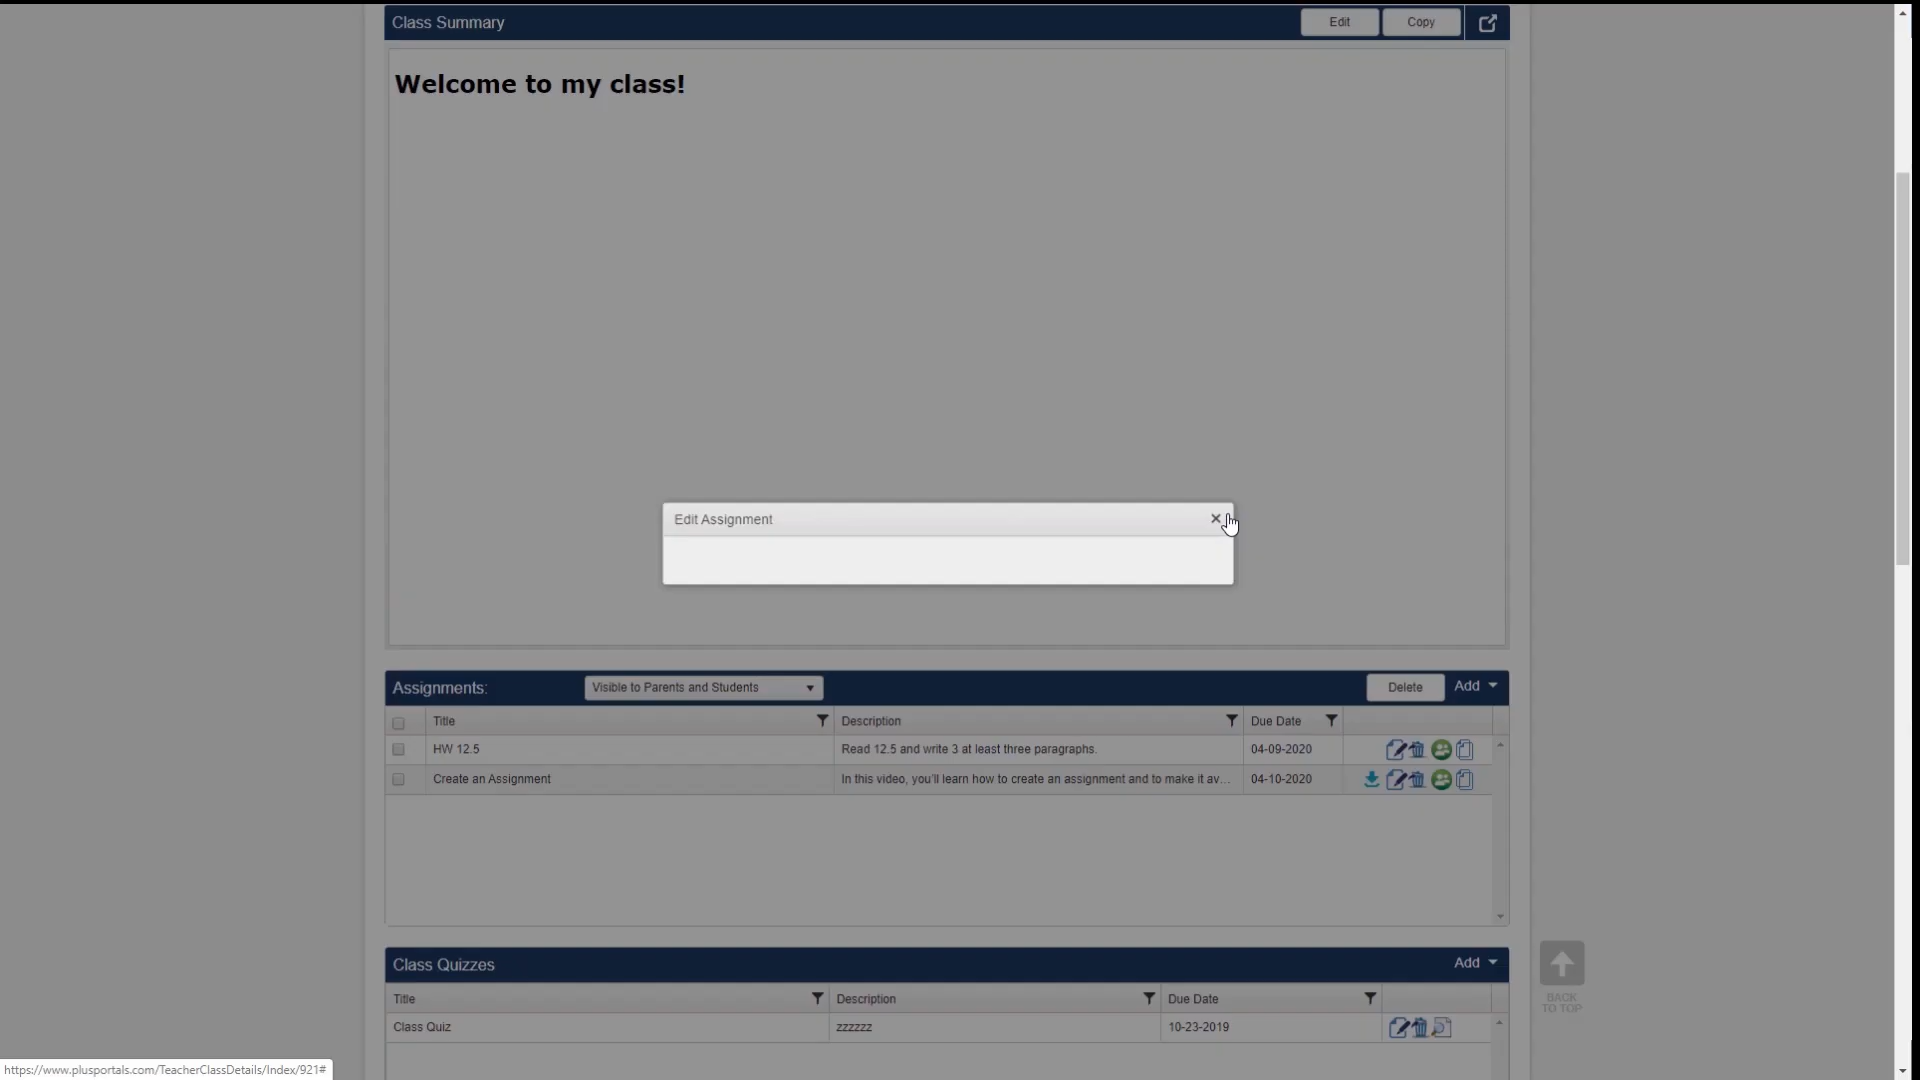 Class Summary Edit Copy
Welcome to my class!
Edit Assignment
Assignments: Visible to Parents and Students Delete Add
Title Description Due Date
HW 12.5 Read 12.5 and write 3 at least three paragraphs. 04-09-2020
Create an Assignment In this video, you'll learn how to create an assignment and to make it av... 04-10-2020
Class Quizzes Add
Title Description Due Date
Class Quiz zzzzzz 10-23-2019
BACK
TO TOP
https://www.plusportals.com/TeacherClassDetails/Index/921#